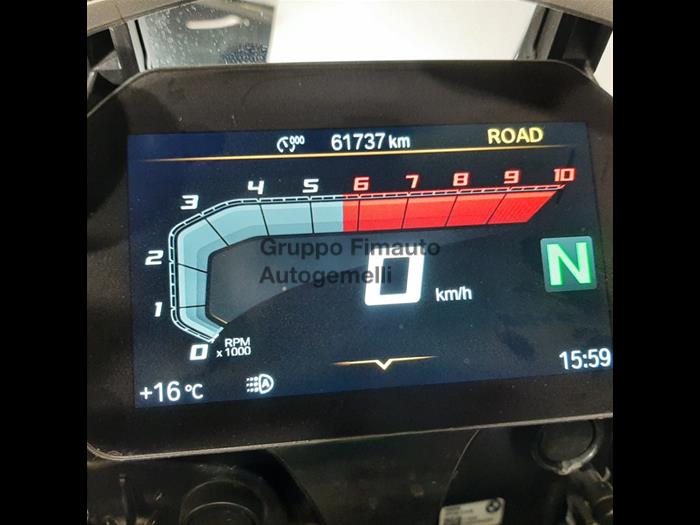 61737 km
ROAD
1 2 3 4 5 6 7 8 9 10
Gruppo Fimauto
Autogemelli
0 km/h
N
0 RPM
x 1000
+16 °C
A
15:59